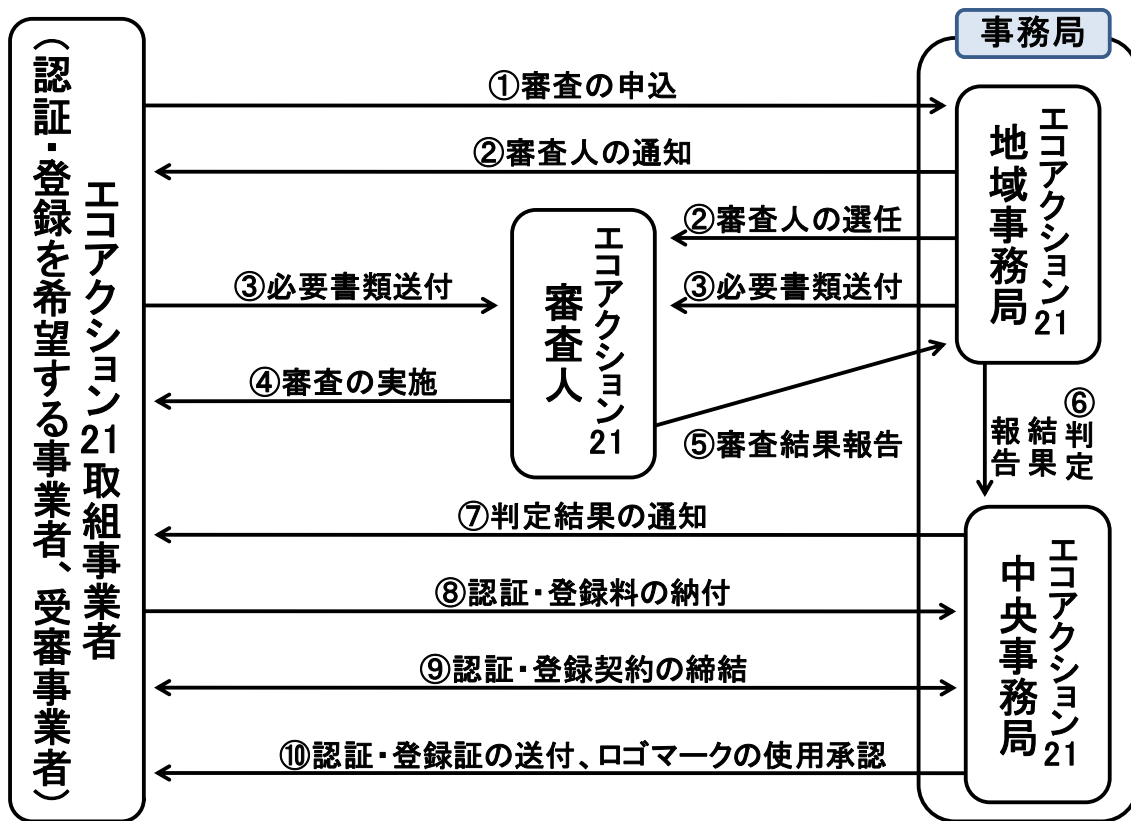 事務局
エコアクション21取組事業者
(認証・登録を希望する事業者、受審事業者)
①審査の申込
エコアクション21
地域事務局
②審査人の通知
②審査人の選任
エコアクション21
審査人
③必要書類送付
③必要書類送付
④審査の実施
⑤審査結果報告
⑥判定
結果
報告
⑦判定結果の通知
エコアクション21
中央事務局
⑧認証・登録料の納付
⑨認証・登録契約の締結
⑩認証・登録証の送付、ロゴマークの使用承認